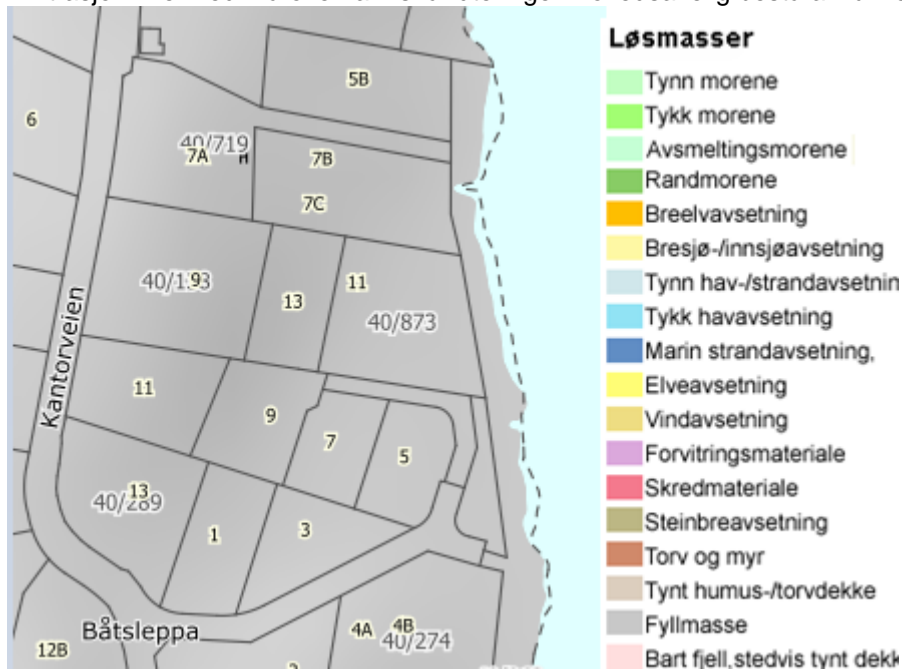 Løsmasser
5B
Tynn morene
6
Tykk morene
40/719
7A
7B
Avsmeltingsmorene
Randmorene
7C
Breelvavsetning
Bresjø-/innsjøavsetning
9
11
Tynn hav-/strandavsetnin
13
40/873
Tykk havavsetning
Kantorveien
Marin strandavsetning,
11
Elveavsetning
9
Vindavsetning
7
5
Forvitringsmateriale
13
40/289
Skredmateriale
1
3
Steinbreavsetning
Torv og myr
Tynt humus-/torvdekke
Båtsleppa
4A
4B
40/274
Fyllmasse
12B
Bart fjell,stedvis tynt dekk